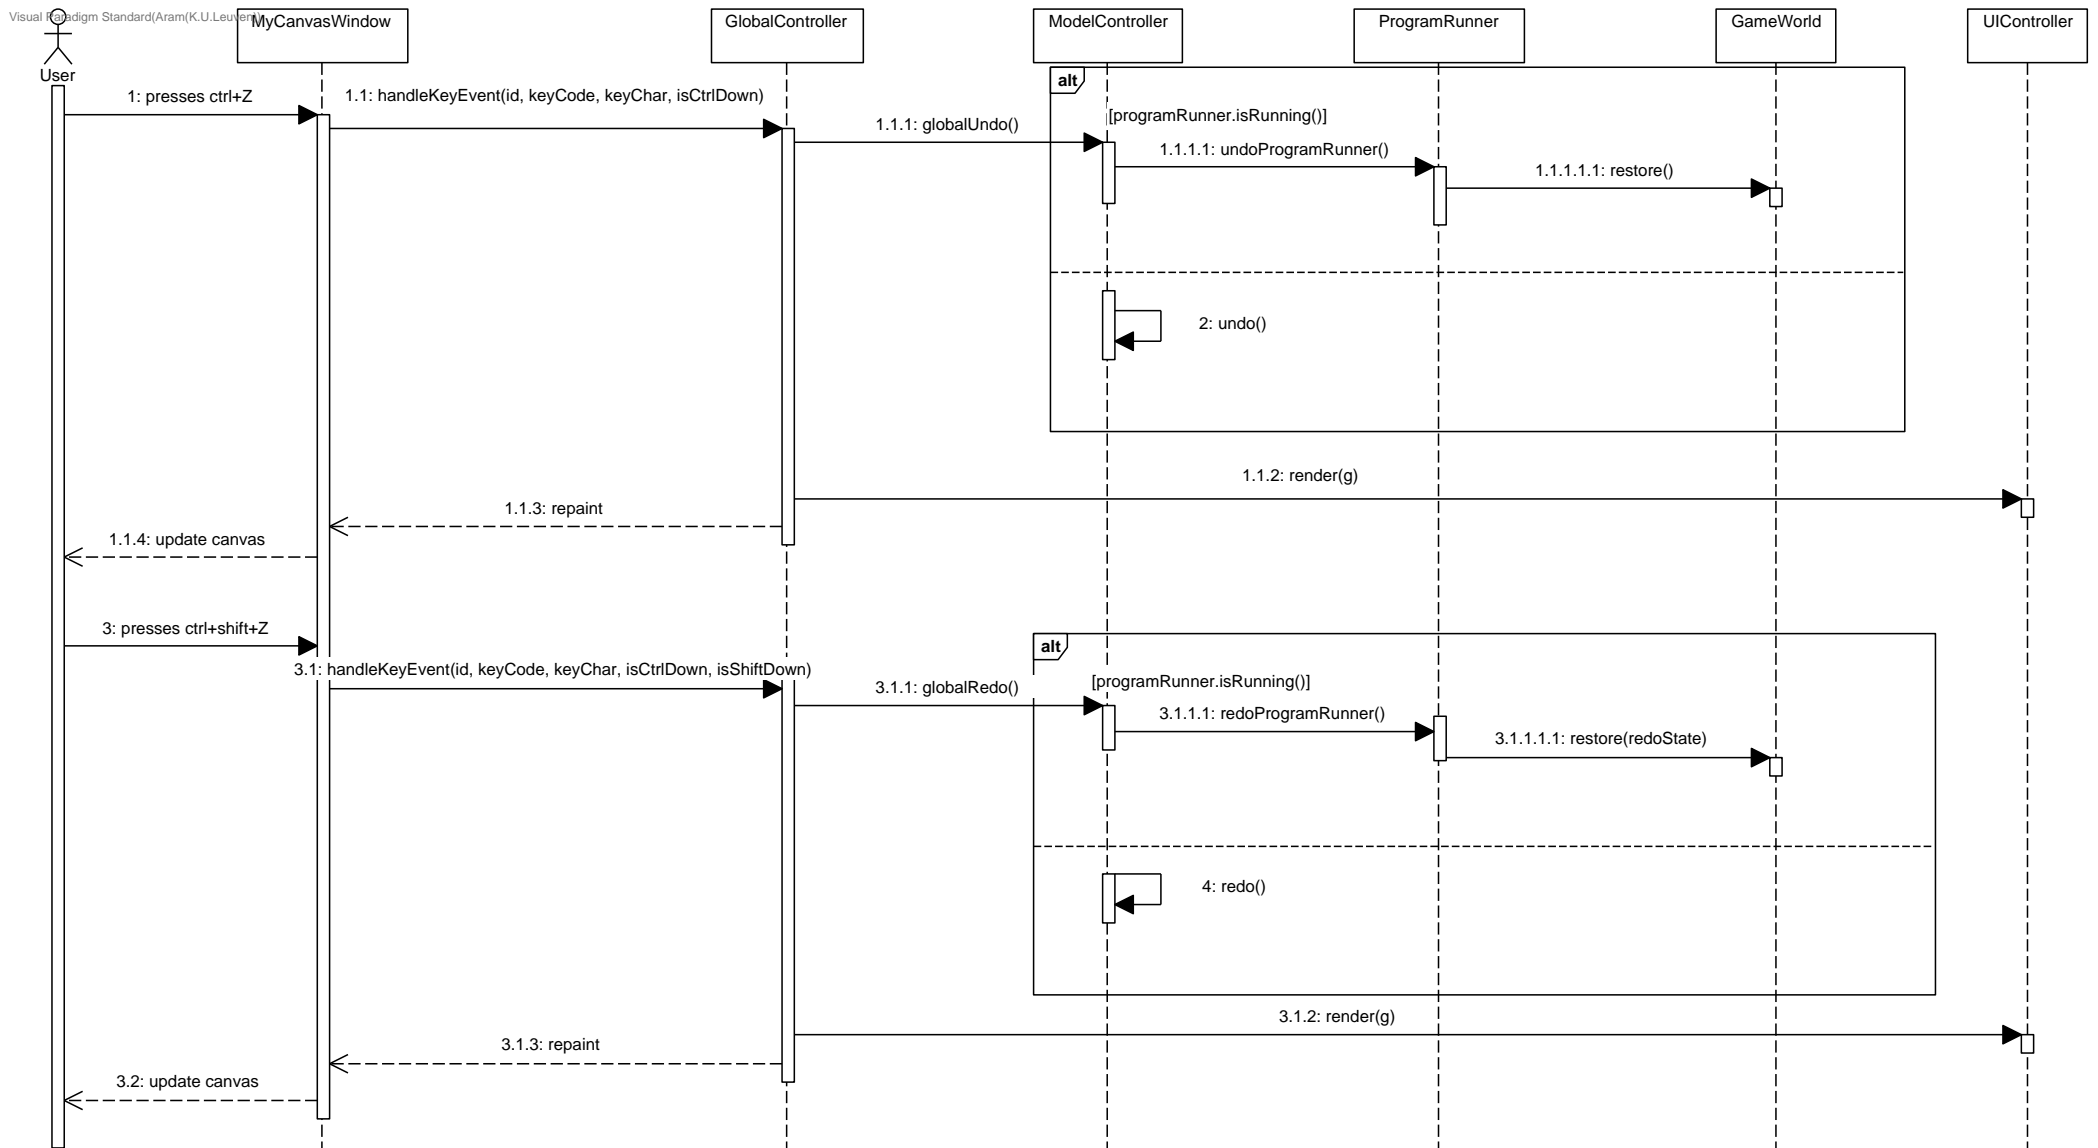 Visual Paradigm Standard(Aram(K.U.Leuven))
User
MyCanvasWindow
GlobalController
ModelController
ProgramRunner
GameWorld
UIController
alt
1: presses ctrl+Z
1.1: handleKeyEvent(id, keyCode, keyChar, isCtrlDown)
[programRunner.isRunning()]
1.1.1: globalUndo()
1.1.1.1: undoProgramRunner()
1.1.1.1.1: restore()
2: undo()
1.1.2: render(g)
1.1.3: repaint
1.1.4: update canvas
3: presses ctrl+shift+Z
alt
3.1: handleKeyEvent(id, keyCode, keyChar, isCtrlDown, isShiftDown)
[programRunner.isRunning()]
3.1.1: globalRedo()
3.1.1.1: redoProgramRunner()
3.1.1.1.1: restore(redoState)
4: redo()
3.1.2: render(g)
3.1.3: repaint
3.2: update canvas